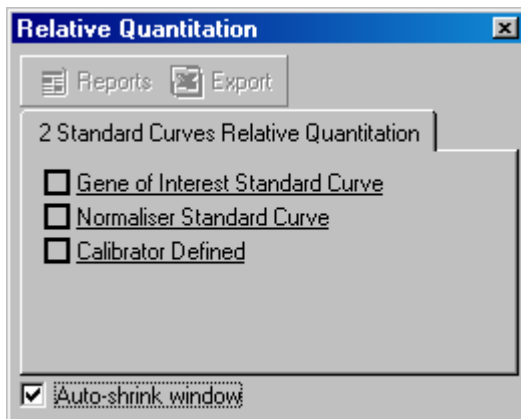 Relative Quantitation
Reports Export
2 Standard Curves Relative Quantitation
Gene of Interest Standard Curve
Normaliser Standard Curve
Calibrator Defined
Auto-shrink window